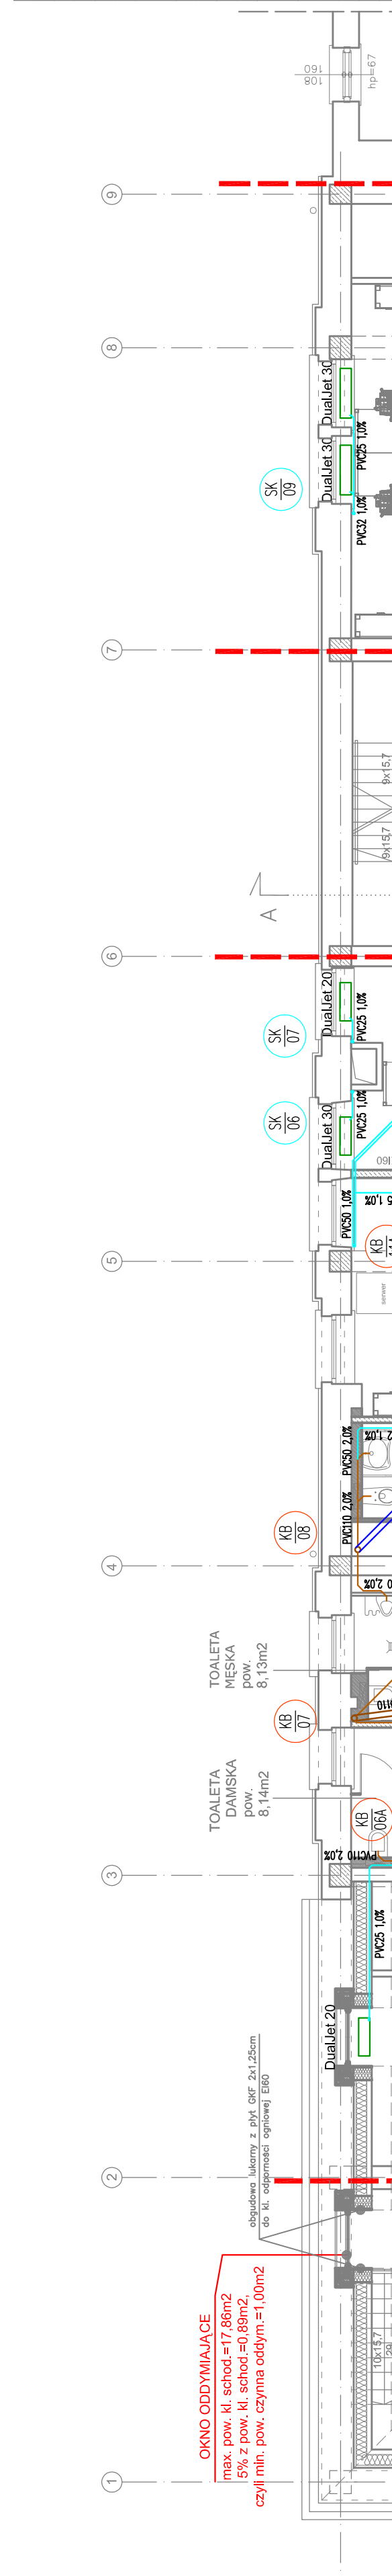 160
108
hp=67
9
8
DualJet 30
DualJet 30
PVC25 1,0%
PVC32 1,0%
SK
09
7
9x15,7
9x15,7
A
6
DualJet 20
PVC25 1,0%
SK
07
SK
06
DualJet 30
PVC25 1,0%
PVC50 1,0%
5
KB
serwer
PVC50 2,0%
PVC110 2,0%
KB
08
4
TOALETA
MĘSKA
pow.
8,13m2
KB
07
TOALETA
DAMSKA
pow.
8,14m2
KB
06A
PVC110 2,0%
3
PVC25 1,0%
DualJet 20
obgudowa lukarny z płyt GKF 2x1,25cm
do kl. odporności ogniowej EI60
2
OKNO ODDYMIAJĄCE
max. pow. kl. schod.=17,86m2
5% z pow. kl. schod.=0,89m2,
czyli min. pow. czynna oddym.=1,00m2
10x15,7
29
1